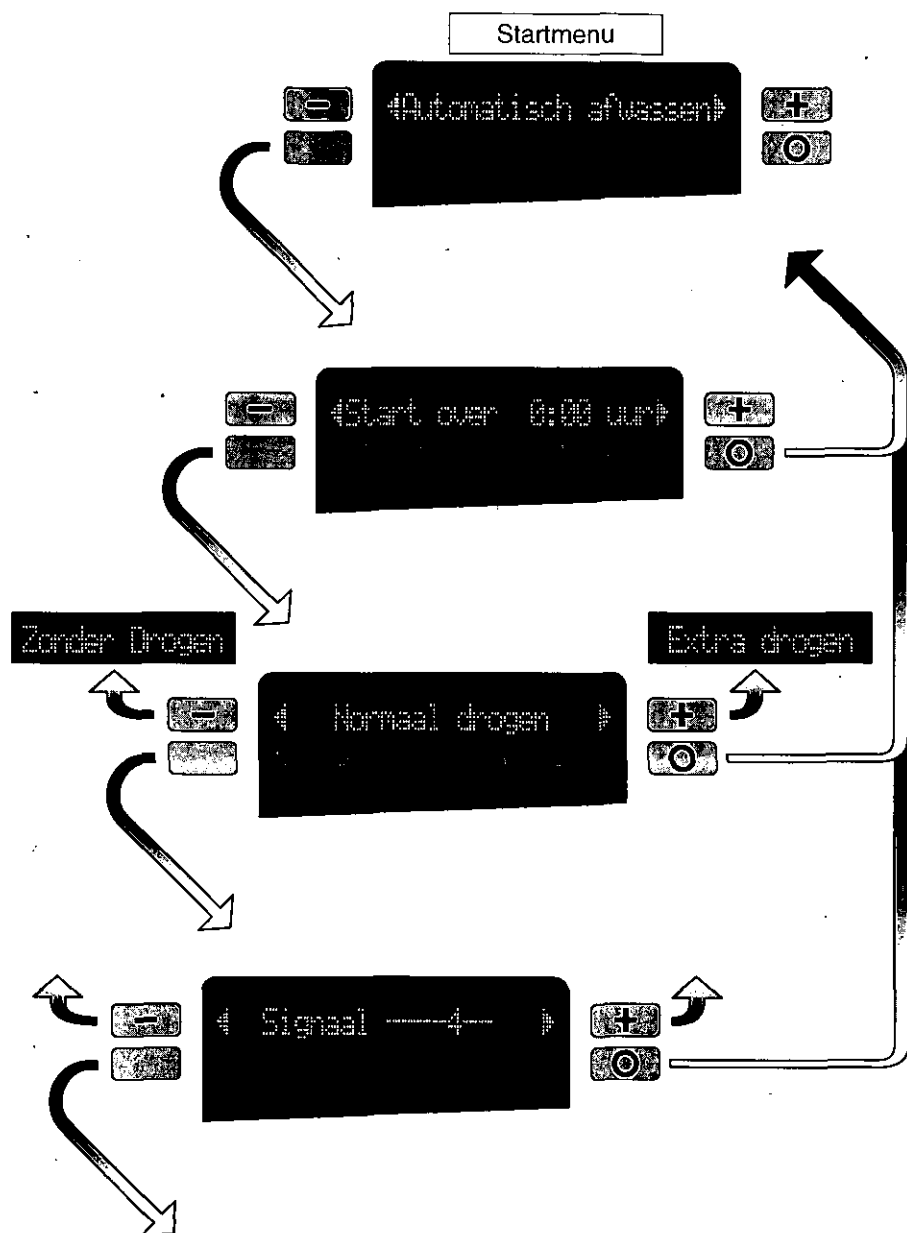 Startmenu
Automatisch afwassen
Start over 0:00 uur
Zonder Drogen
Extra drogen
Normaal drogen
Signaal -----4--